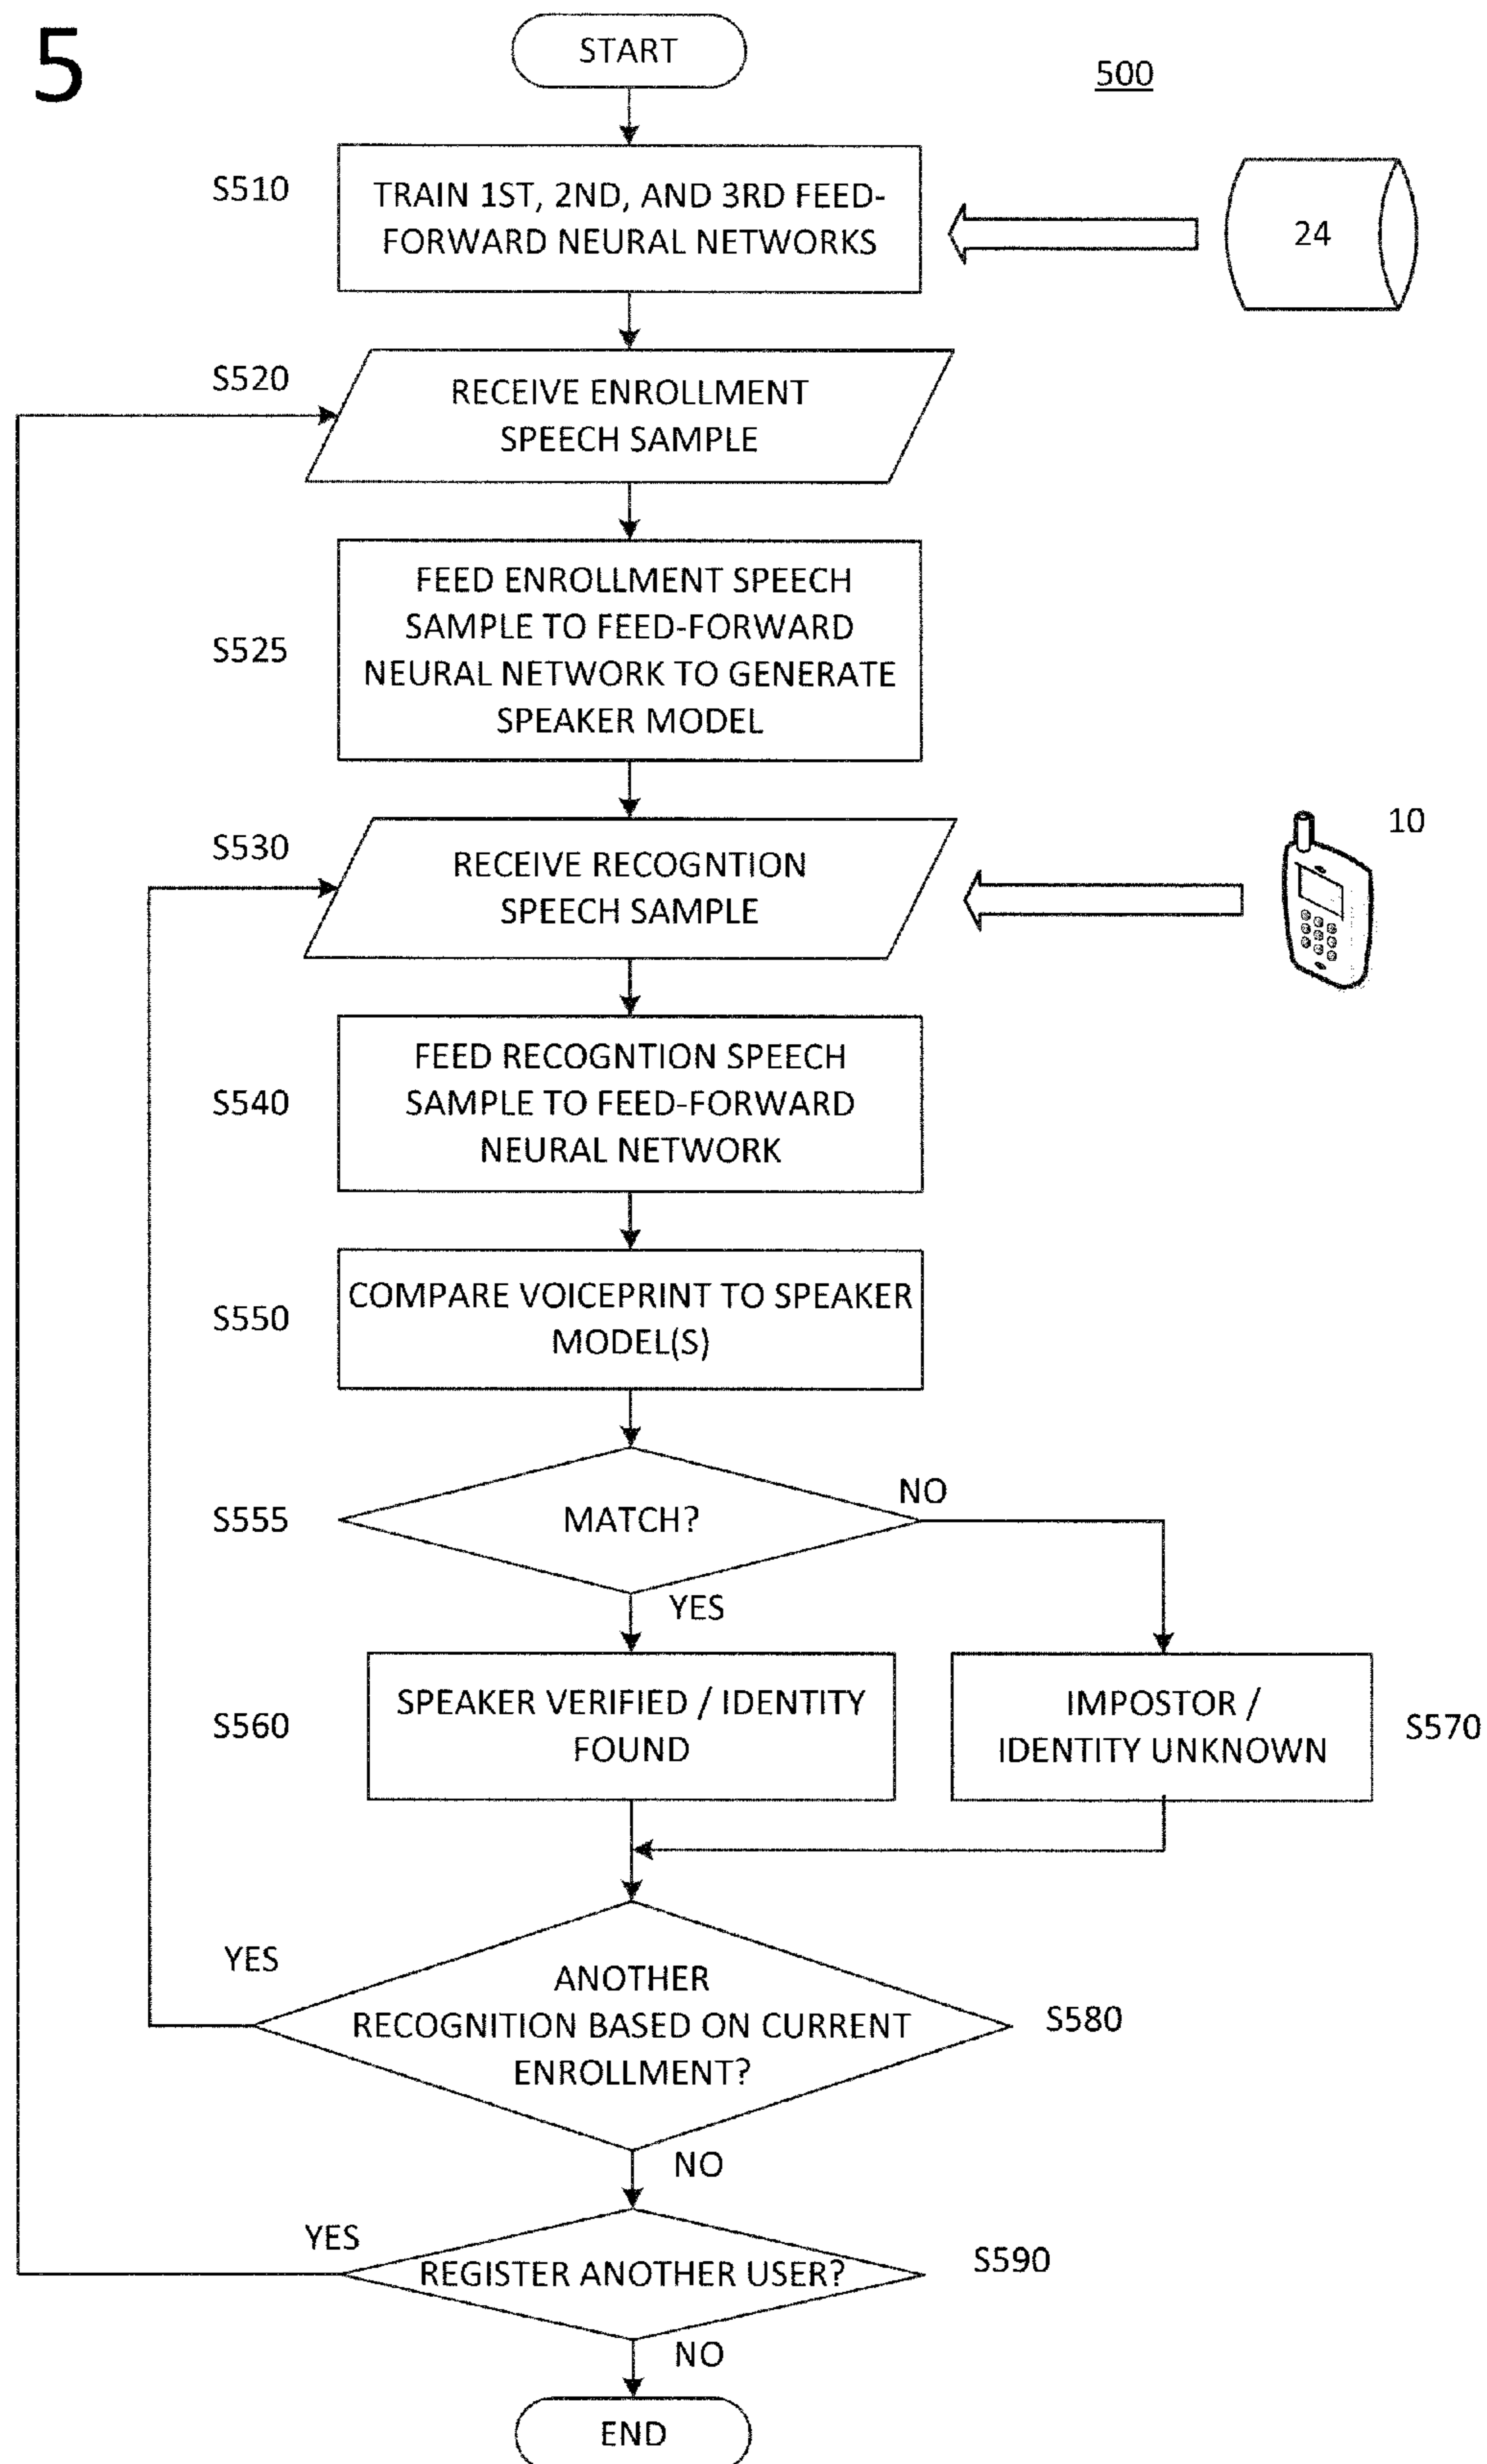 5
START
500
S510
TRAIN 1ST, 2ND, AND 3RD FEED-
FORWARD NEURAL NETWORKS
24
S520
RECEIVE ENROLLMENT
SPEECH SAMPLE
S525
FEED ENROLLMENT SPEECH
SAMPLE TO FEED-FORWARD
NEURAL NETWORK TO GENERATE
SPEAKER MODEL
S530
RECEIVE RECOGNTION
SPEECH SAMPLE
10
S540
FEED RECOGNTION SPEECH
SAMPLE TO FEED-FORWARD
NEURAL NETWORK
S550
COMPARE VOICEPRINT TO SPEAKER
MODEL(S)
S555
MATCH?
NO
YES
S560
SPEAKER VERIFIED / IDENTITY
FOUND
IMPOSTOR /
IDENTITY UNKNOWN
S570
YES
ANOTHER
RECOGNITION BASED ON CURRENT
ENROLLMENT?
S580
NO
YES
REGISTER ANOTHER USER?
S590
NO
END